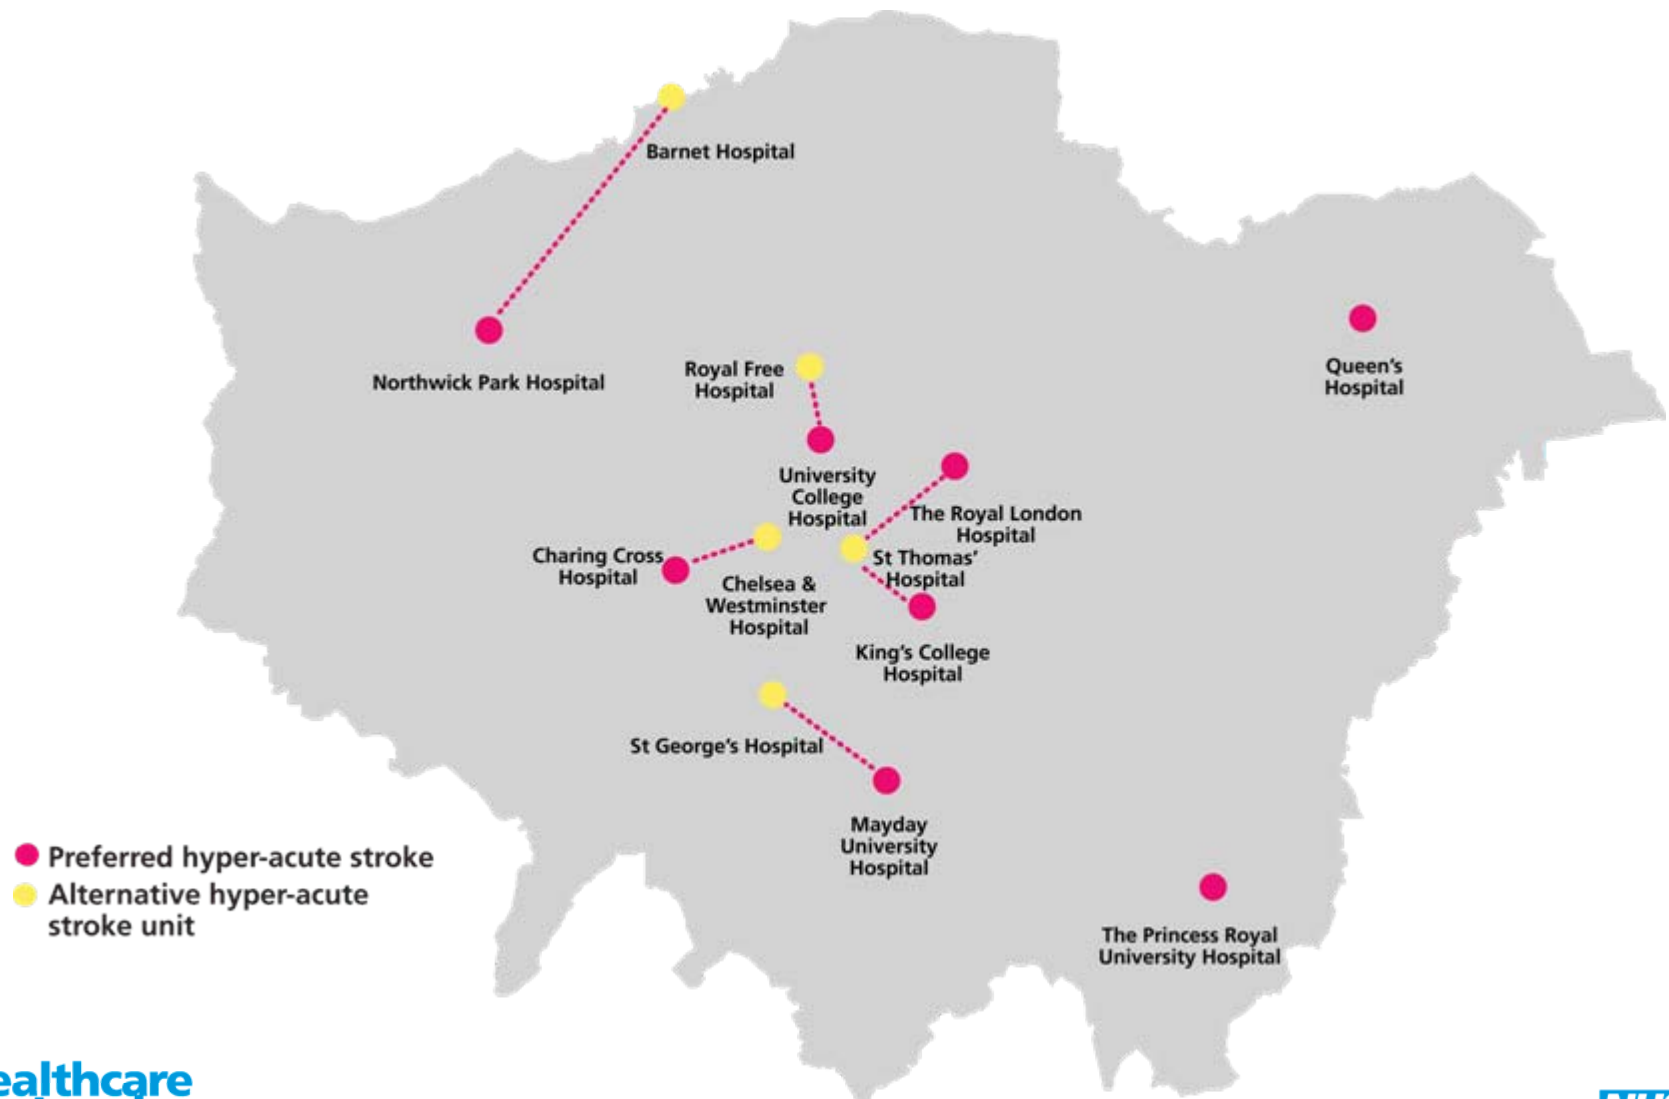 Barnet Hospital
Northwick Park Hospital
Royal Free
Hospital
Queen's
Hospital
University
College
Hospital
The Royal London
Hospital
Charing Cross
Hospital
St Thomas'
Hospital
Chelsea &
Westminster
Hospital
King's College
Hospital
St George's Hospital
Mayday
University
Hospital
Preferred hyper-acute stroke
Alternative hyper-acute
stroke unit
The Princess Royal
University Hospital
ealthcare